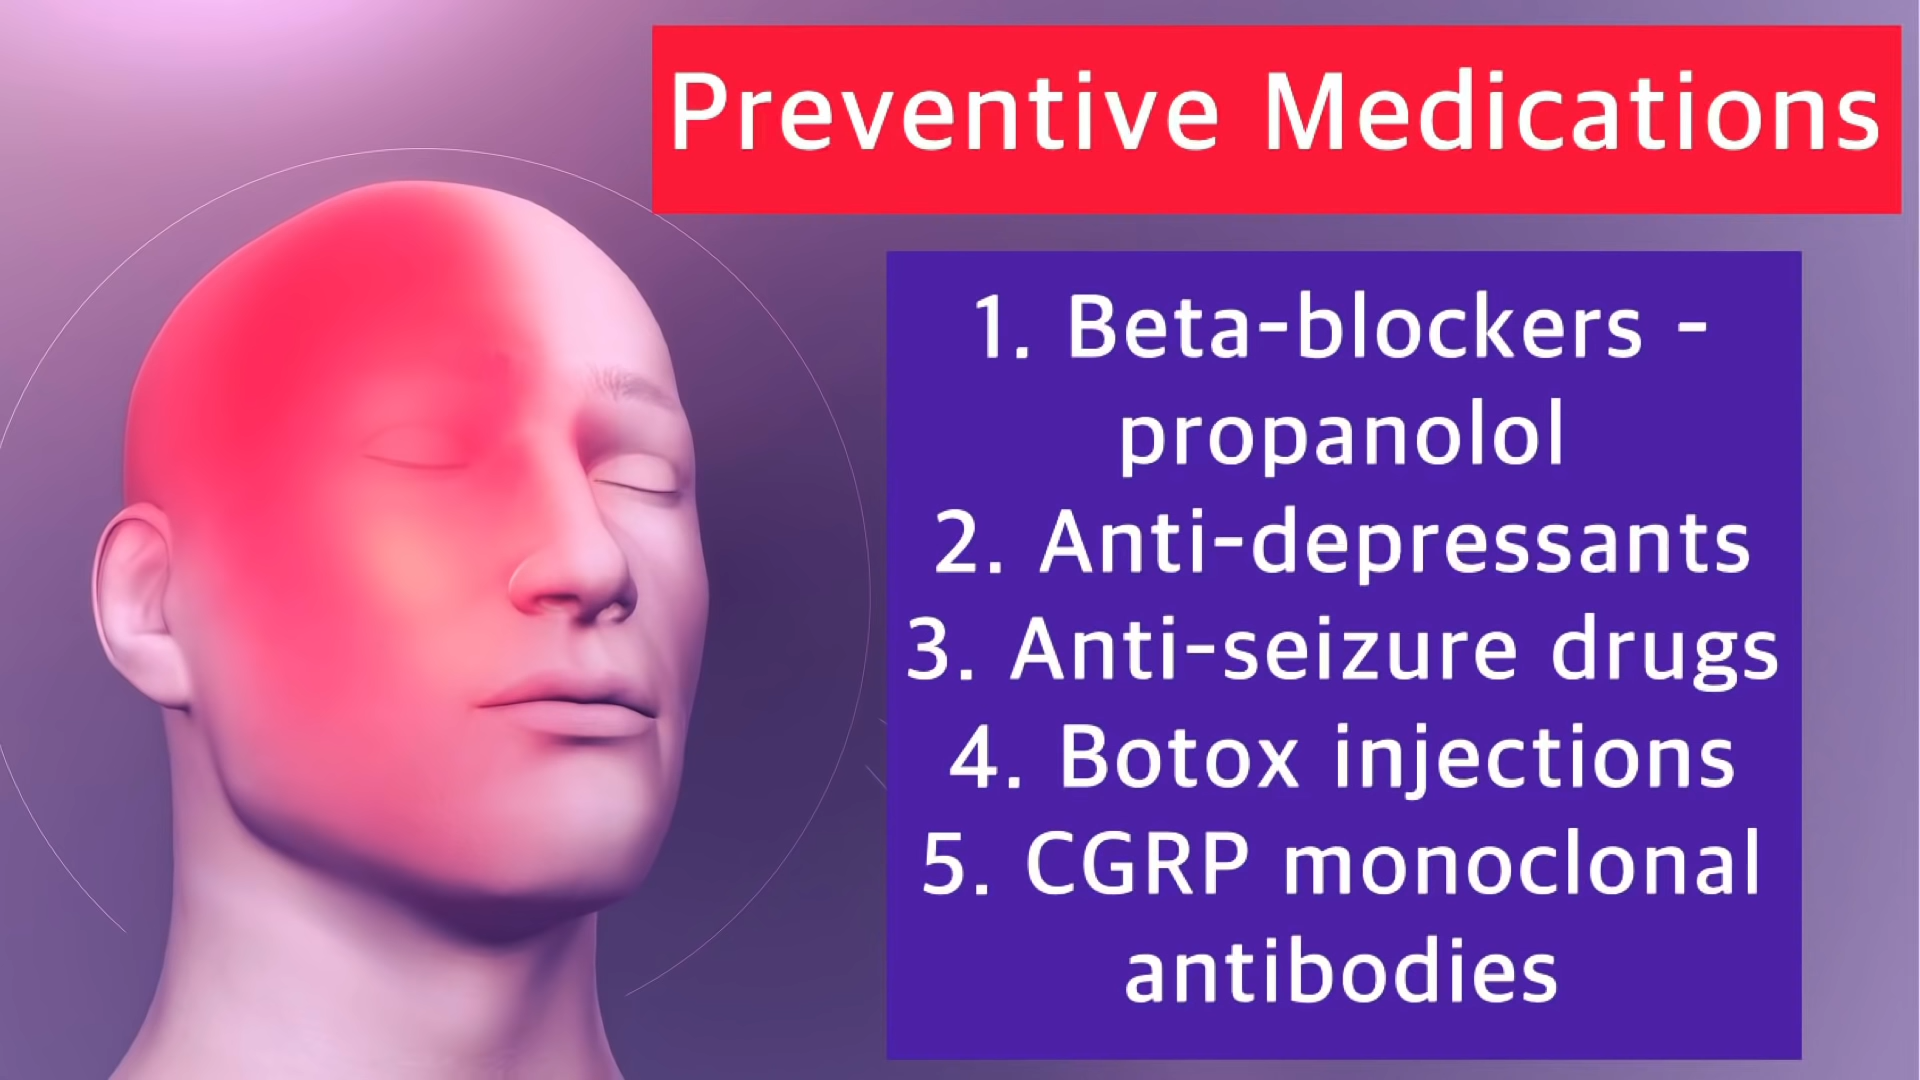 Preventive Medications
1. Beta-blockers -
propanolol
2. Anti-depressants
3. Anti-seizure drugs
4. Botox injections
5. CGRP monoclonal
antibodies